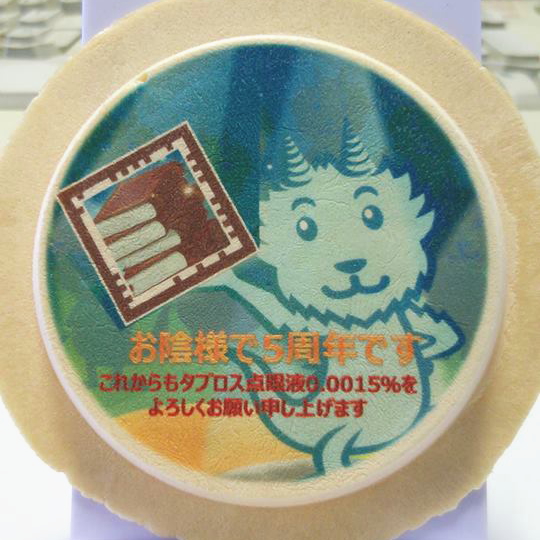 お陰様で5周年です
これからもタプロス点眼液0.0015%を
よろしくお願い申し上げます